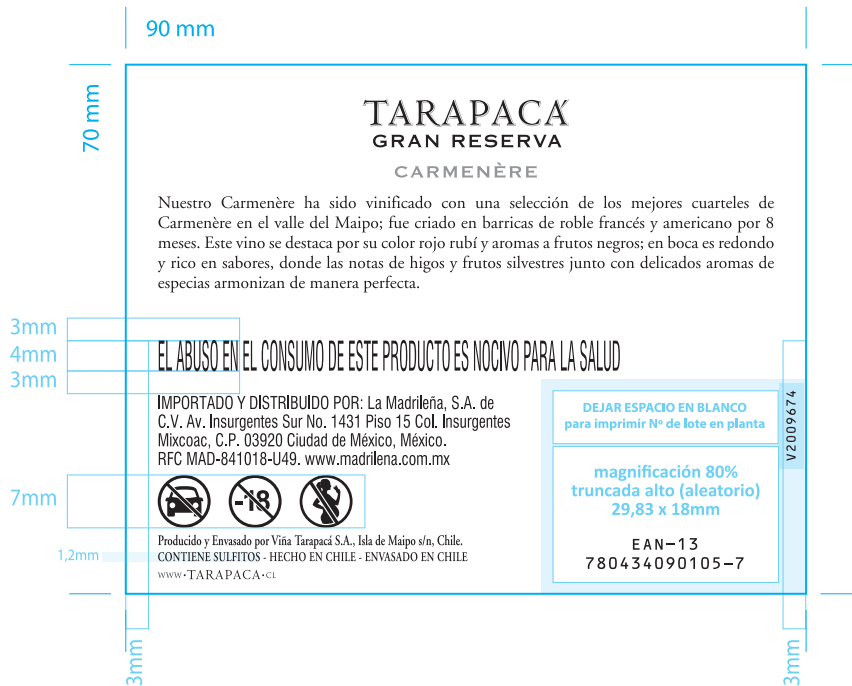 90 mm
70 mm
TARAPACÁ
GRAN RESERVA
CARMENÈRE
Nuestro Carmenère ha sido vinificado con una selección de los mejores cuarteles de
Carmenère en el valle del Maipo; fue criado en barricas de roble francés y americano por 8
meses. Este vino se destaca por su color rojo rubí y aromas a frutos negros; en boca es redondo
y rico en sabores, donde las notas de higos y frutos silvestres junto con delicados aromas de
especias armonizan de manera perfecta.
3mm
4mm
3mm
EL ABUSO EN EL CONSUMO DE ESTE PRODUCTO ES NOCIVO PARA LA SALUD
IMPORTADO Y DISTRIBUIDO POR: La Madrileña, S.A. de
C.V. Av. Insurgentes Sur No. 1431 Piso 15 Col. Insurgentes
Mixcoac, C.P. 03920 Ciudad de México, México.
RFC MAD-841018-U49. www.madrilena.com.mx
DEJAR ESPACIO EN BLANCO
para imprimir Nº de lote en planta
V2009674
7mm
-18
magnificación 80%
truncada alto (aleatorio)
29,83 x 18mm
EAN-13
780434090105-7
Producido y Envasado por Viña Tarapacá S.A., Isla de Maipo s/n, Chile.
1,2mm
CONTIENE SULFITOS - HECHO EN CHILE - ENVASADO EN CHILE
WWW•TARAPACA•CL
3mm
3mm